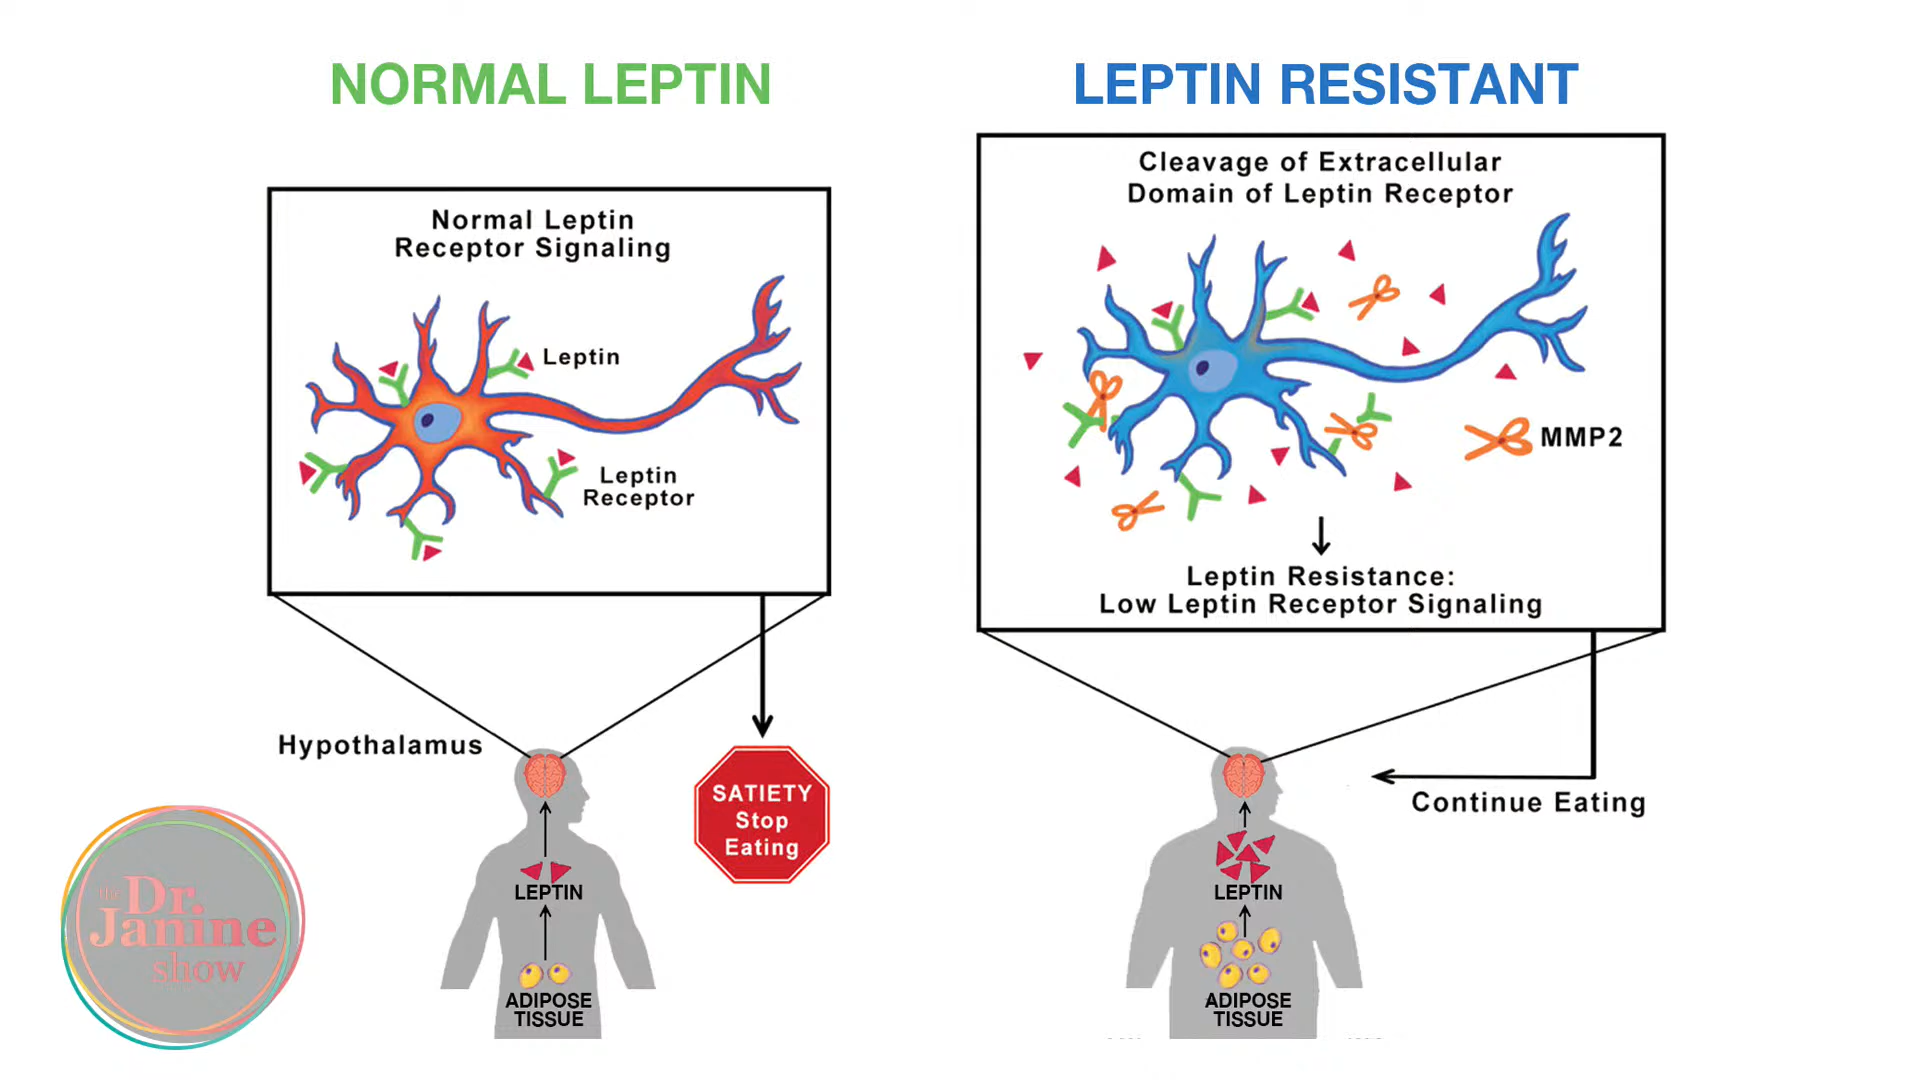 NORMAL LEPTIN
Normal Leptin
Receptor Signaling
Leptin
Leptin
Receptor
Hypothalamus
SATIETY
Stop
Eating
LEPTIN
ADIPOSE
TISSUE
LEPTIN RESISTANT
Cleavage of Extracellular
Domain of Leptin Receptor
MMP2
Leptin Resistance:
Low Leptin Receptor Signaling
Continue Eating
LEPTIN
ADIPOSE
TISSUE
the Dr.
Janine
show